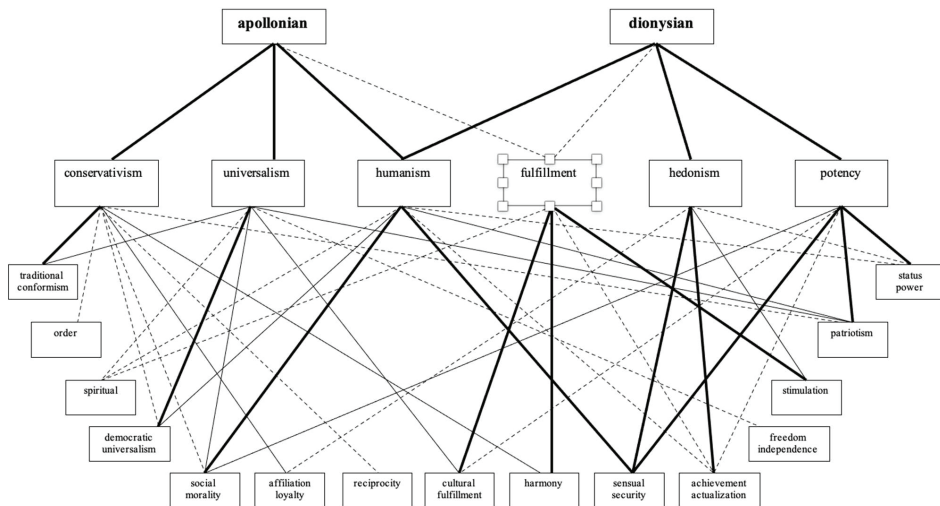 apollonian
dionysian
conservativism
universalism
humanism
fulfillment
hedonism
potency
traditional
conformism
status
power
order
patriotism
spiritual
stimulation
democratic
universalism
freedom
independence
social
morality
affiliation
loyalty
reciprocity
cultural
fulfillment
harmony
sensual
security
achievement
actualization